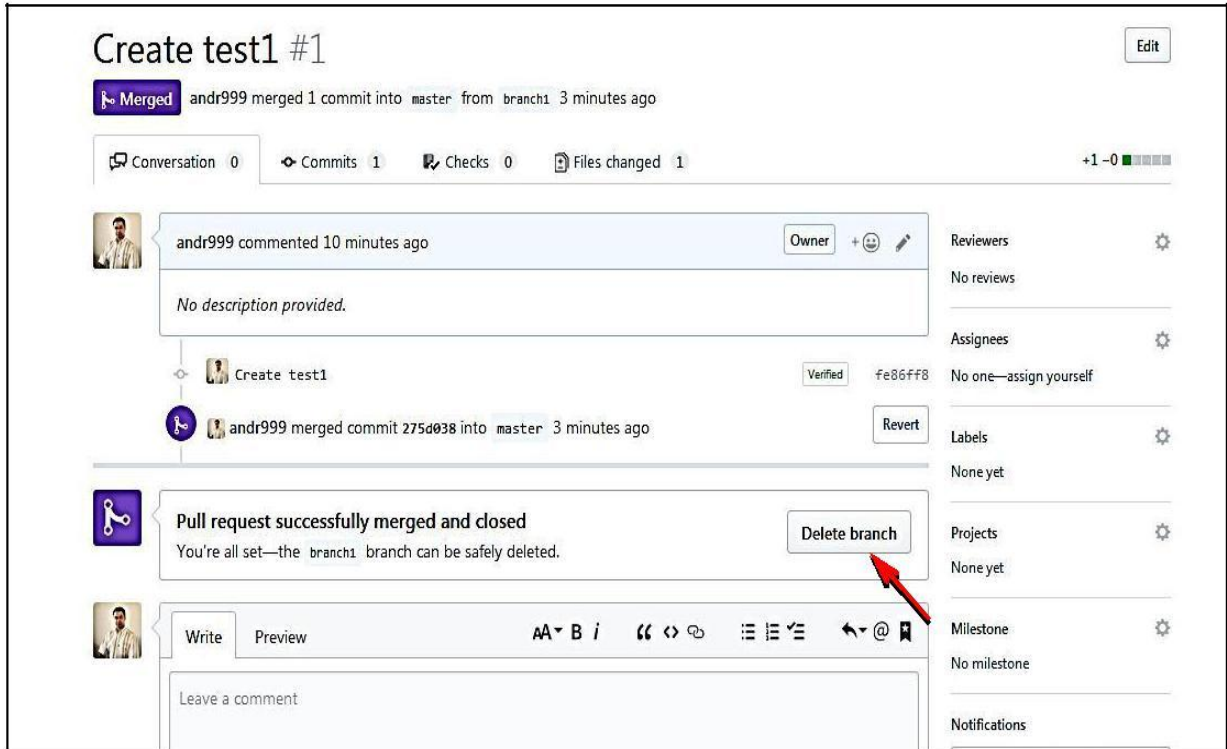 Create test1 #1
Edit
Merged andr999 merged 1 commit into master from branch1 3 minutes ago
Conversation 0 Commits 1 Checks 0 Files changed 1 +1 −0
andr999 commented 10 minutes ago Owner
No description provided.
Create test1 Verified fe86ff8
andr999 merged commit 275d038 into master 3 minutes ago Revert
Pull request successfully merged and closed
You're all set—the branch1 branch can be safely deleted.
Delete branch
Write Preview AA B i
Leave a comment
Reviewers
No reviews
Assignees
No one—assign yourself
Labels
None yet
Projects
None yet
Milestone
No milestone
Notifications